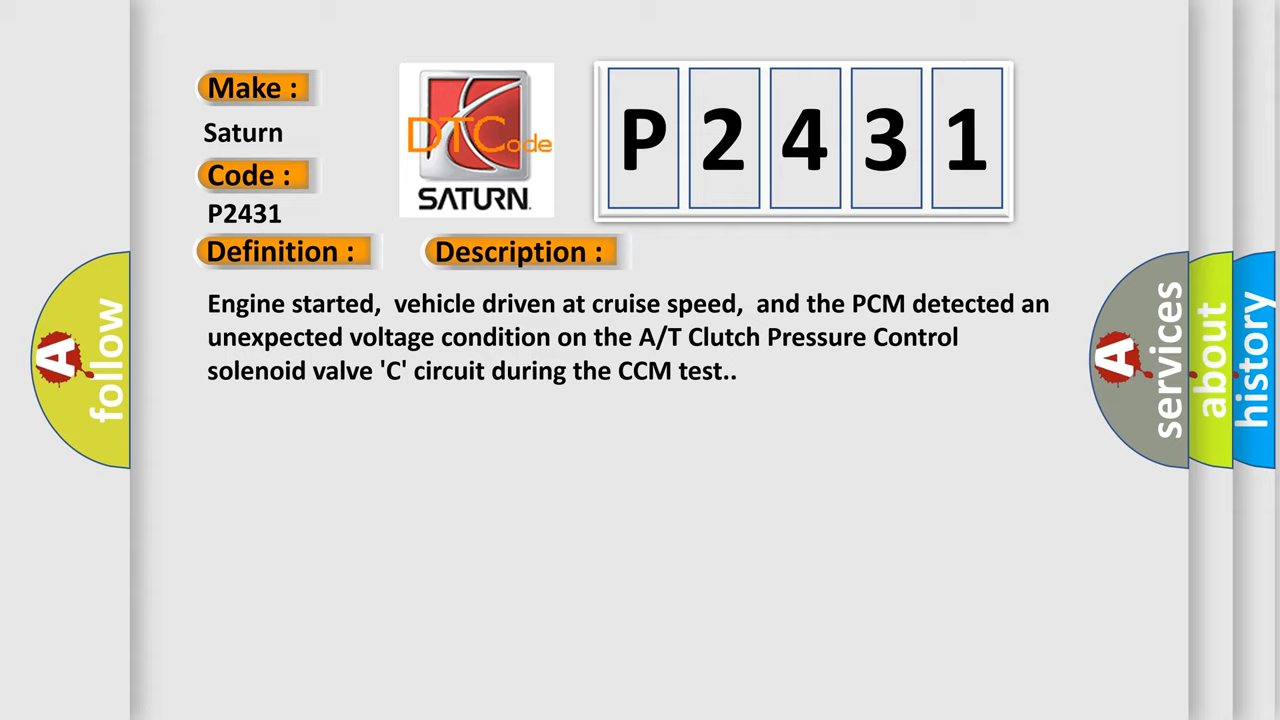 Make :
Saturn
Code :
P2431
Definition :
Description :
DTCode
SATURN
P 2 4 3 1
Engine started,  vehicle driven at cruise speed,  and the PCM detected an
unexpected voltage condition on the A/T Clutch Pressure Control
solenoid valve 'C' circuit during the CCM test..
A
follow
A
services
about
history